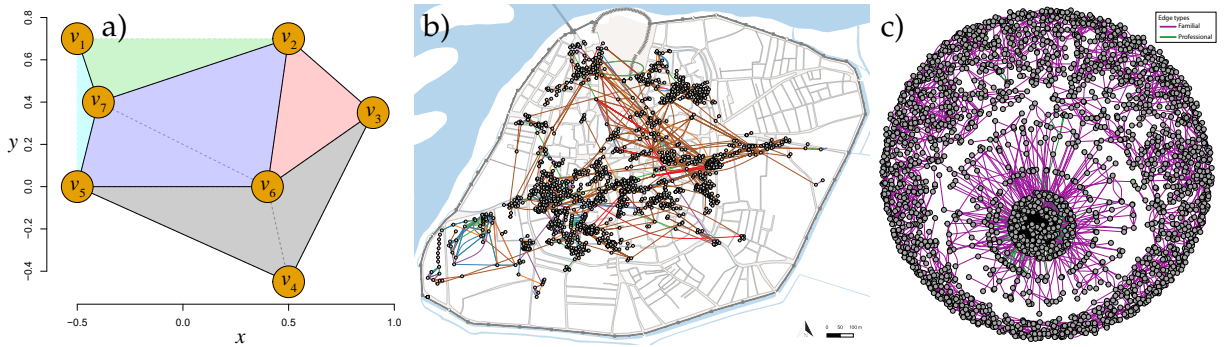 a)
0.8
0.6
0.4
0.2
0.0
−0.2
−0.4
y
v1
v2
v7
v3
v5
v6
v4
−0.5 0.0 0.5 1.0
x
b)
0 50 100 m
c)
Edge types
Familial
Professional